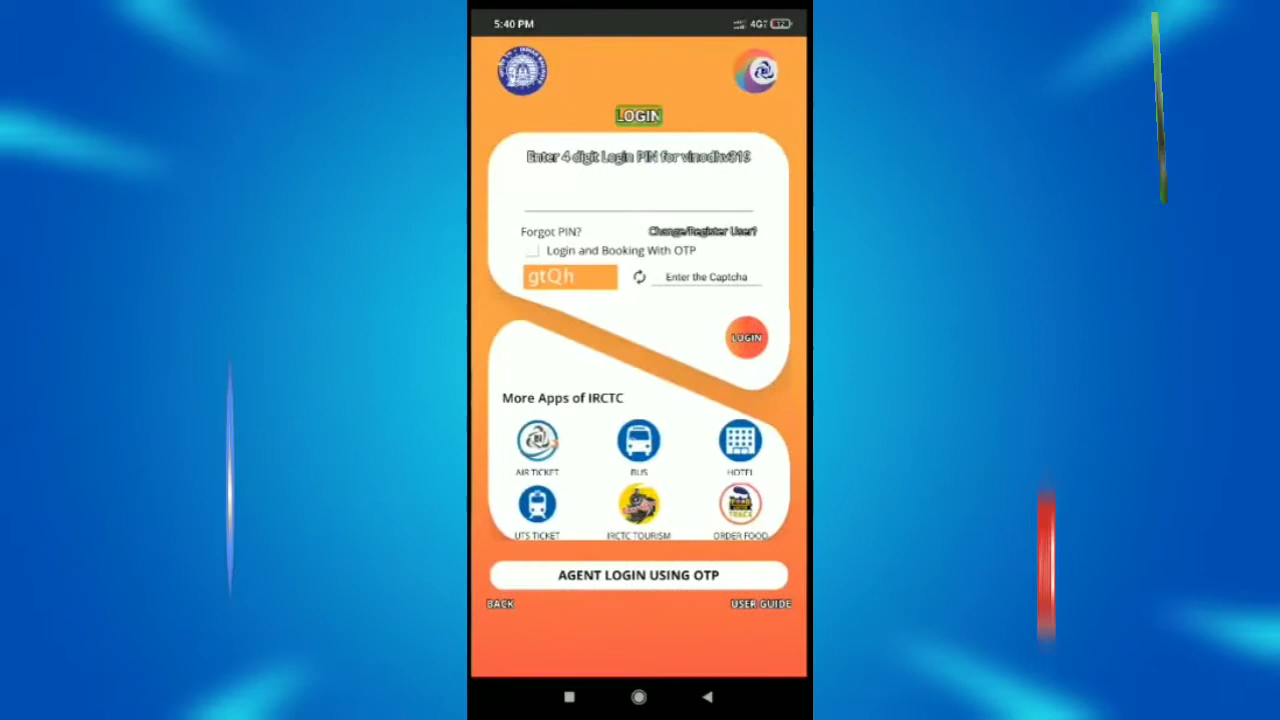 5:40 PM
4G
LOGIN
Enter 4 digit Login PIN for
Forgot PIN? Change/Register User?
Login and Booking With OTP
gtQh Enter the Captcha
LOGIN
More Apps of IRCTC
AIR TICKET BUS HOTEL
UTS TICKET IRCTC TOURISM ORDER FOOD
AGENT LOGIN USING OTP
BACK USER GUIDE